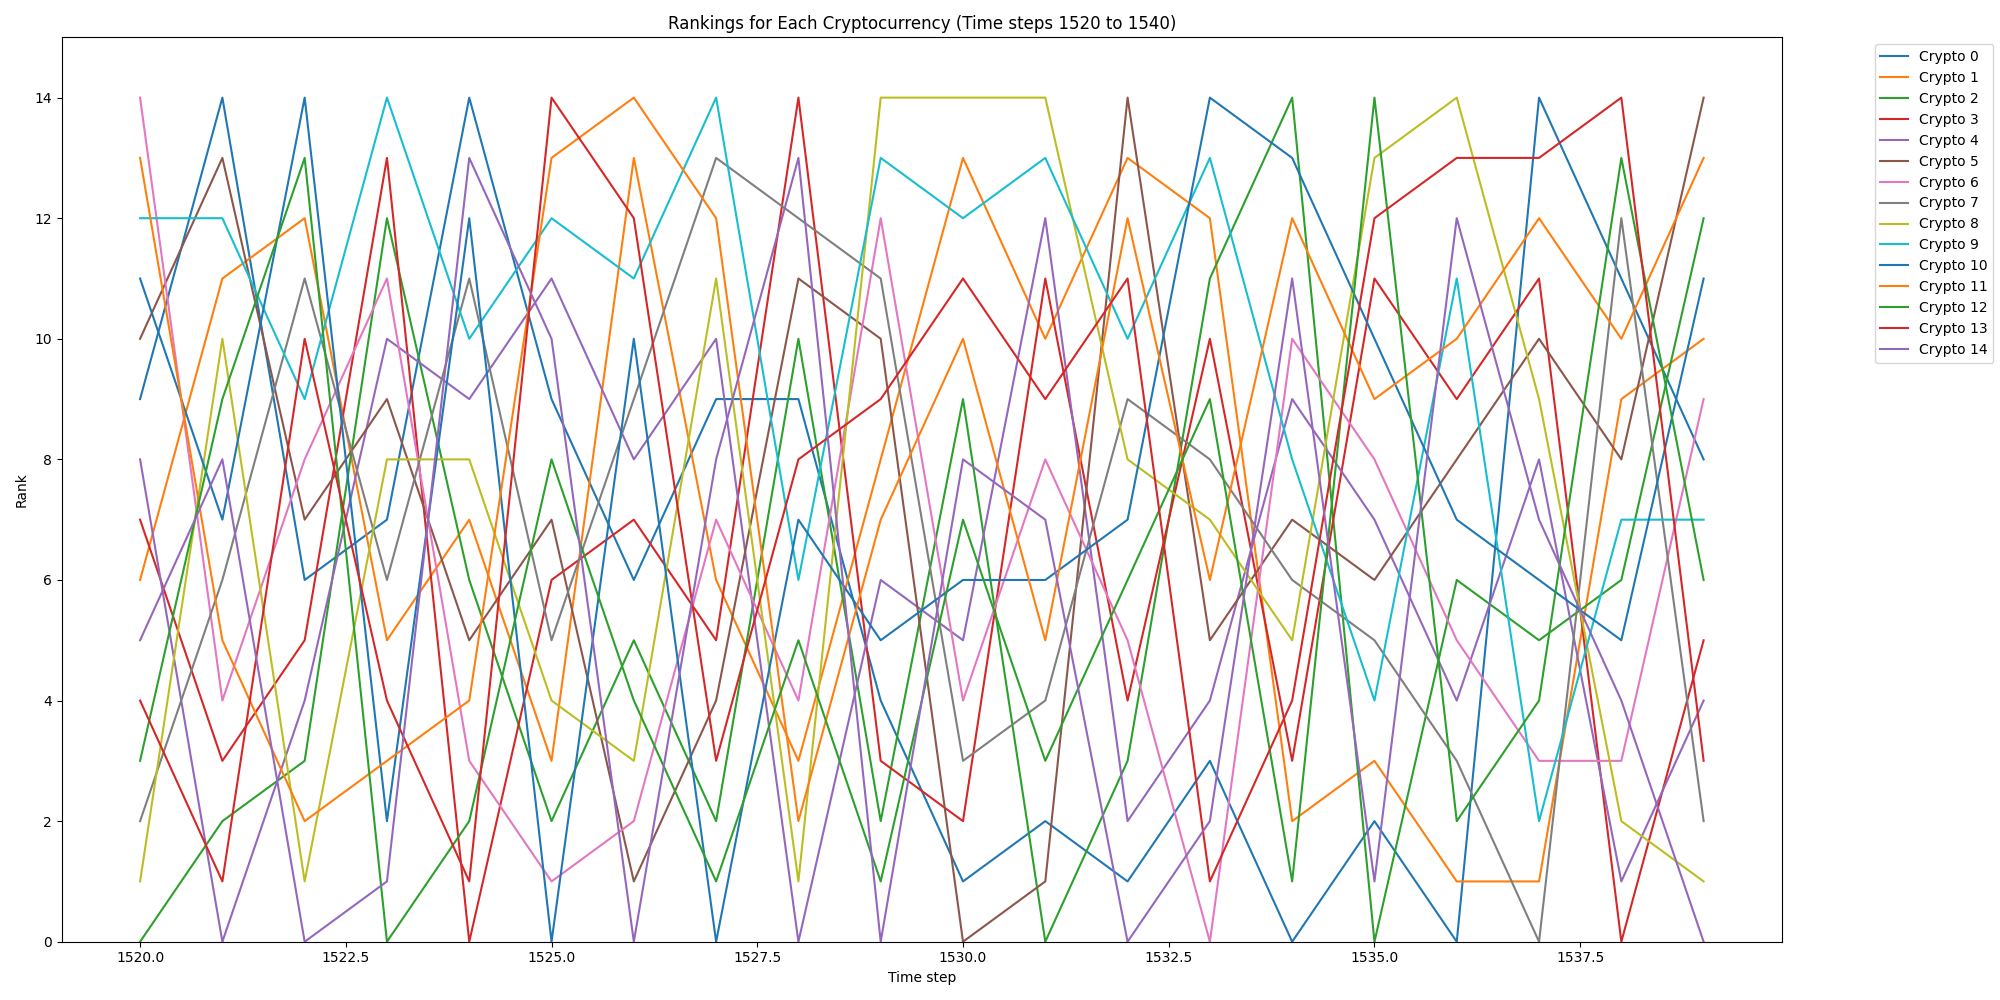 Rankings for Each Cryptocurrency (Time steps 1520 to 1540)
Rank
14
12
10
8
6
4
2
0
1520.0 1522.5 1525.0 1527.5 1530.0 1532.5 1535.0 1537.5
Time step
Crypto 0
Crypto 1
Crypto 2
Crypto 3
Crypto 4
Crypto 5
Crypto 6
Crypto 7
Crypto 8
Crypto 9
Crypto 10
Crypto 11
Crypto 12
Crypto 13
Crypto 14